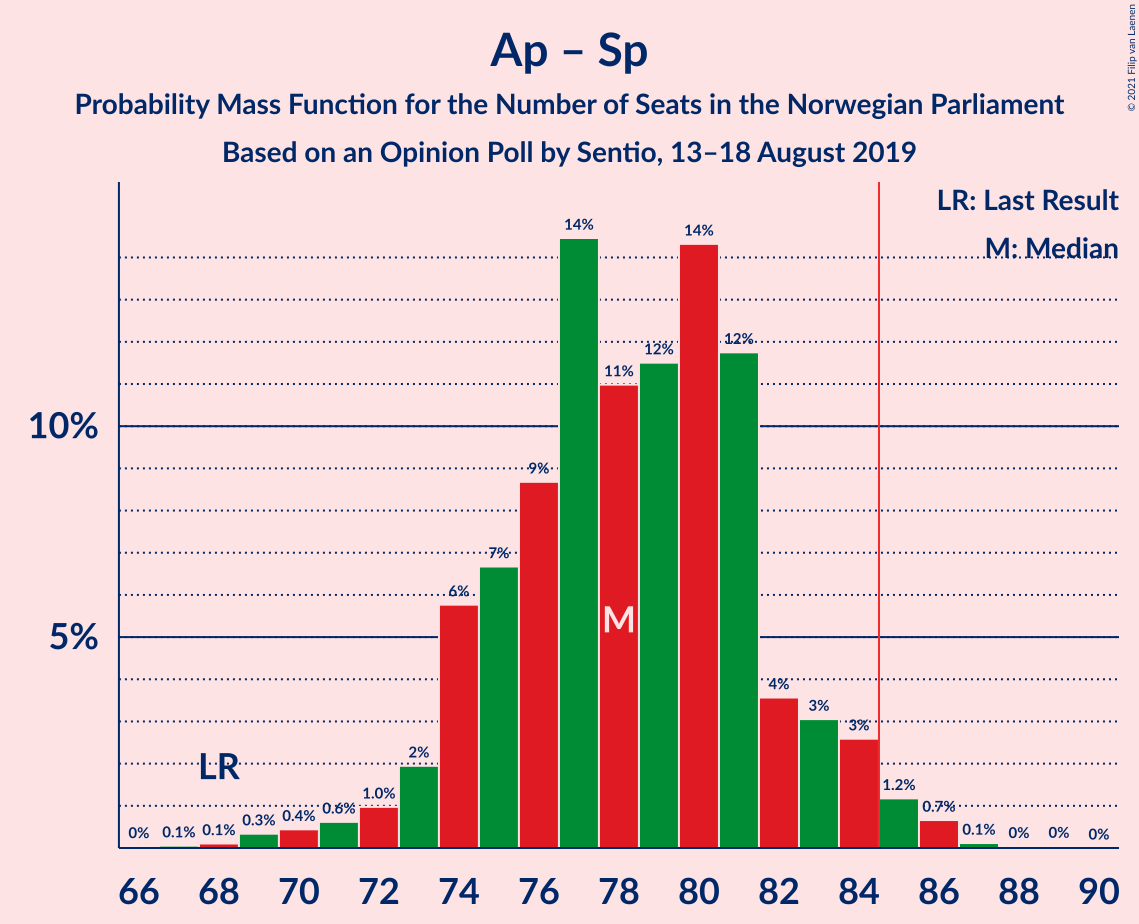 Ap – Sp
Probability Mass Function for the Number of Seats in the Norwegian Parliament
Based on an Opinion Poll by Sentio, 13–18 August 2019
© 2021 Filip van Laenen
LR: Last Result
M: Median
14%
14%
12%
12%
11%
10%
9%
7%
6%
M
5%
4%
3%
3%
2%
LR
1.2%
1.0%
0.7%
0.6%
0.4%
0.3%
0% 0.1% 0.1%
0.1% 0% 0% 0%
66 68 70 72 74 76 78 80 82 84 86 88 90